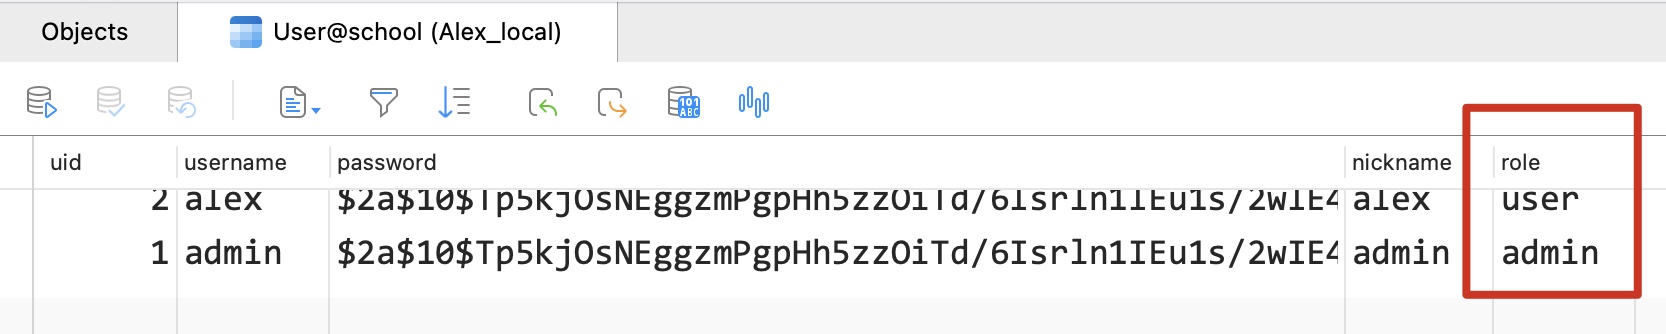 Objects User@school (Alex_local)
uid username password nickname role
2 alex $2a$10$Tp5kjOsNEggzmPgpHh5zzOiTd/6Isrln1IEu1s/2wIE4 alex user
1 admin $2a$10$Tp5kjOsNEggzmPgpHh5zzOiTd/6Isrln1IEu1s/2wIE4 admin admin